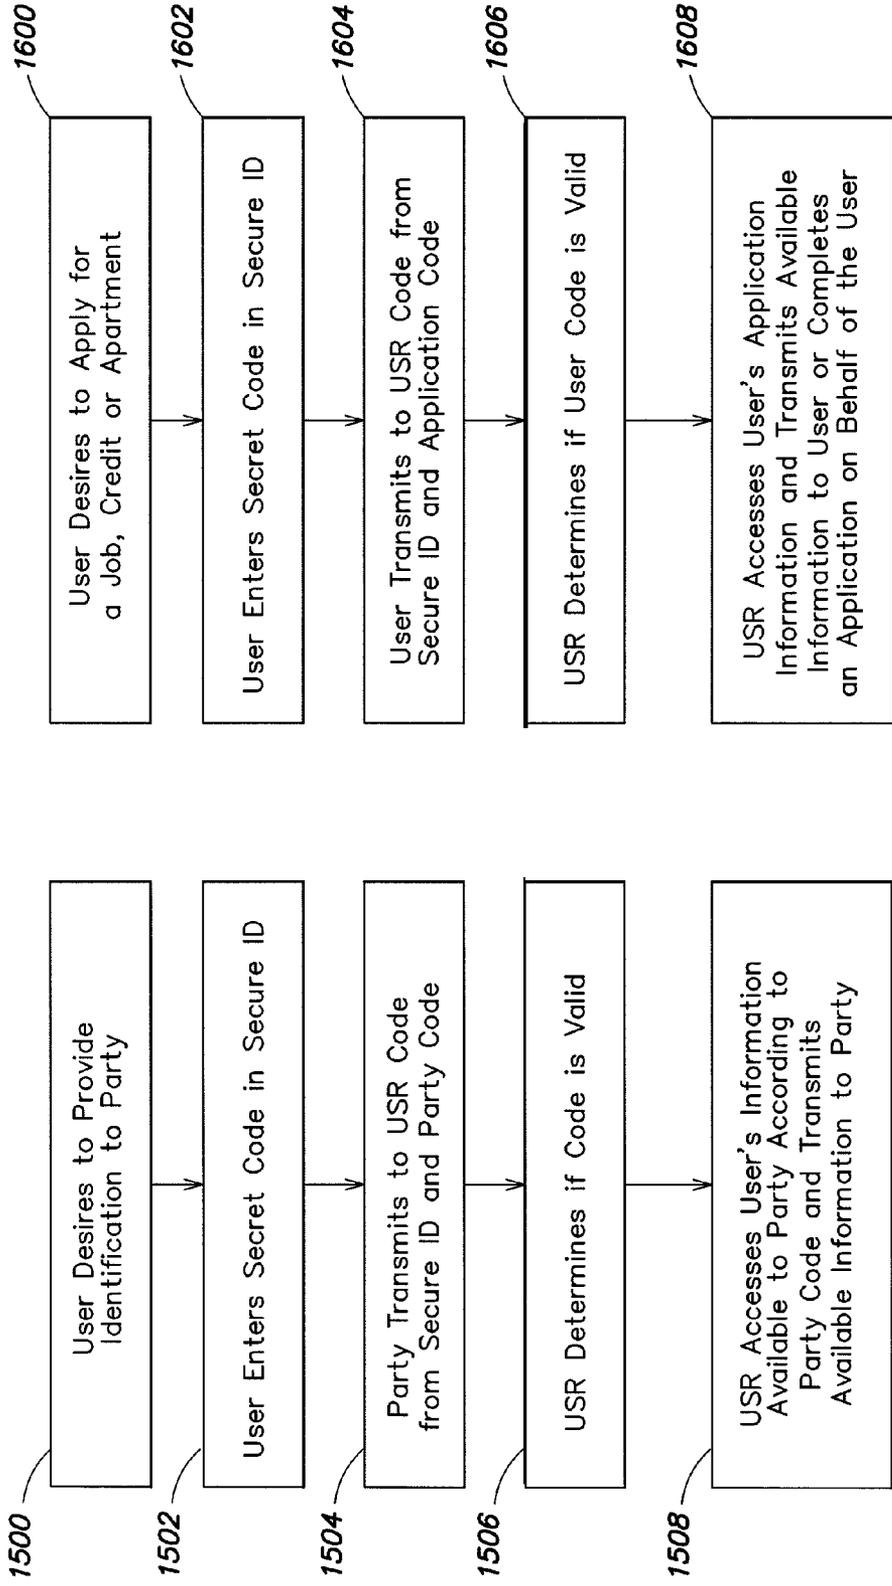 1500
User Desires to Provide
Identification to Party
1502
User Enters Secret Code in Secure ID
1504
Party Transmits to USR Code
from Secure ID and Party Code
1506
USR Determines if Code is Valid
1508
USR Accesses User's Information
Available to Party According to
Party Code and Transmits
Available Information to Party
1600
User Desires to Apply for
a Job, Credit or Apartment
1602
User Enters Secret Code in Secure ID
1604
User Transmits to USR Code from
Secure ID and Application Code
1606
USR Determines if User Code is Valid
1608
USR Accesses User's Application
Information and Transmits Available
Information to User or Completes
an Application on Behalf of the User